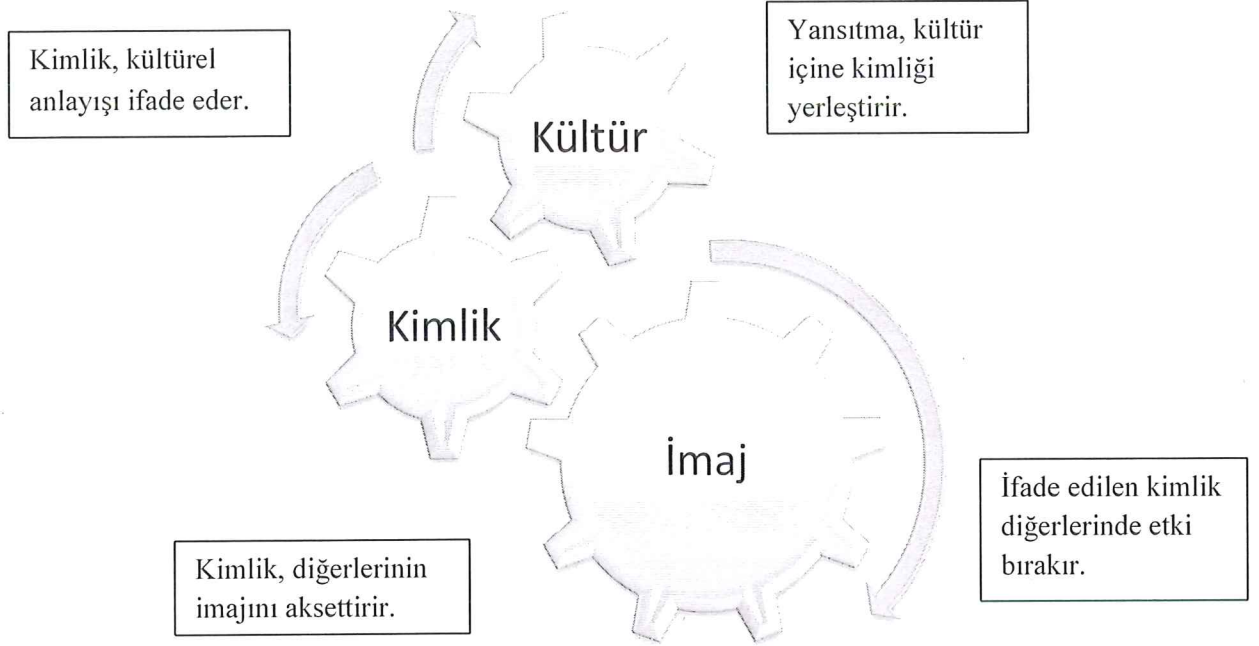 Kimlik, kültürel
anlayışı ifade eder.
Yansıtma, kültür
içine kimliği
yerleştirir.
Kültür
Kimlik
İmaj
İfade edilen kimlik
diğerlerinde etki
bırakır.
Kimlik, diğerlerinin
imajını aksettirir.